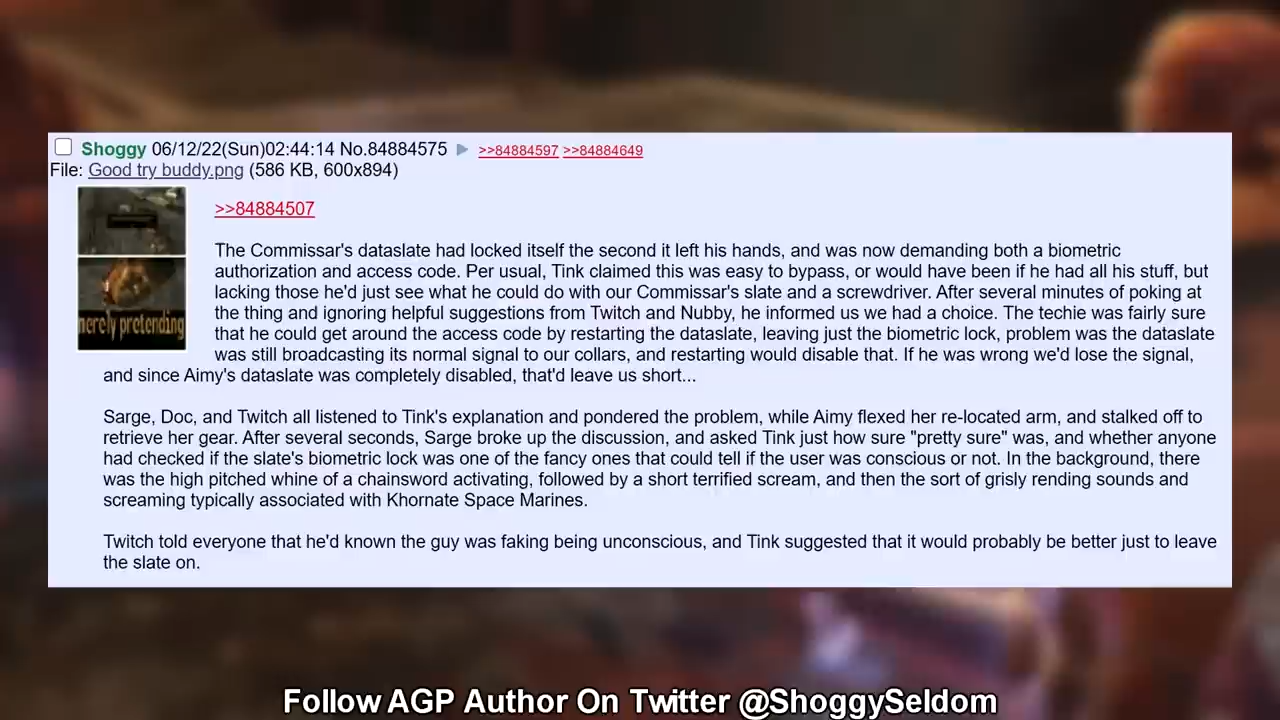 Shoggy 06/12/22(Sun)02:44:14 No.84884575 ▶ >>84884597 >>84884649
File: Good try buddy.png (586 KB, 600x894)
>>84884507
The Commissar's dataslate had locked itself the second it left his hands, and was now demanding both a biometric
authorization and access code. Per usual, Tink claimed this was easy to bypass, or would have been if he had all his stuff, but
lacking those he'd just see what he could do with our Commissar's slate and a screwdriver. After several minutes of poking at
the thing and ignoring helpful suggestions from Twitch and Nubby, he informed us we had a choice. The techie was fairly sure
that he could get around the access code by restarting the dataslate, leaving just the biometric lock, problem was the dataslate
was still broadcasting its normal signal to our collars, and restarting would disable that. If he was wrong we'd lose the signal,
and since Aimy's dataslate was completely disabled, that'd leave us short...
Sarge, Doc, and Twitch all listened to Tink's explanation and pondered the problem, while Aimy flexed her re-located arm, and stalked off to
retrieve her gear. After several seconds, Sarge broke up the discussion, and asked Tink just how sure "pretty sure" was, and whether anyone
had checked if the slate's biometric lock was one of the fancy ones that could tell if the user was conscious or not. In the background, there
was the high pitched whine of a chainsword activating, followed by a short terrified scream, and then the sort of grisly rending sounds and
screaming typically associated with Khornate Space Marines.
Twitch told everyone that he'd known the guy was faking being unconscious, and Tink suggested that it would probably be better just to leave
the slate on.
merely pretending
Follow AGP Author On Twitter @ShoggySeldom